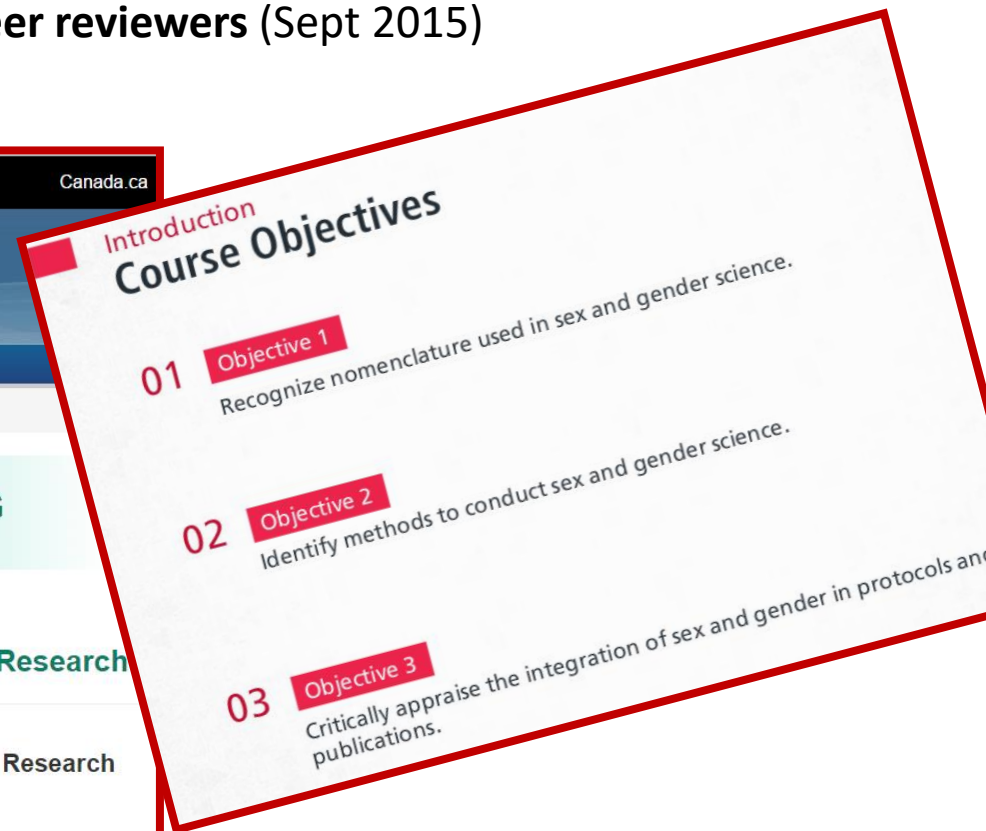 er reviewers (Sept 2015)
Canada.ca
Research
Research
Introduction
Course Objectives
01 Objective 1
Recognize nomenclature used in sex and gender science.
02 Objective 2
Identify methods to conduct sex and gender science.
03 Objective 3
Critically appraise the integration of sex and gender in protocols and
publications.